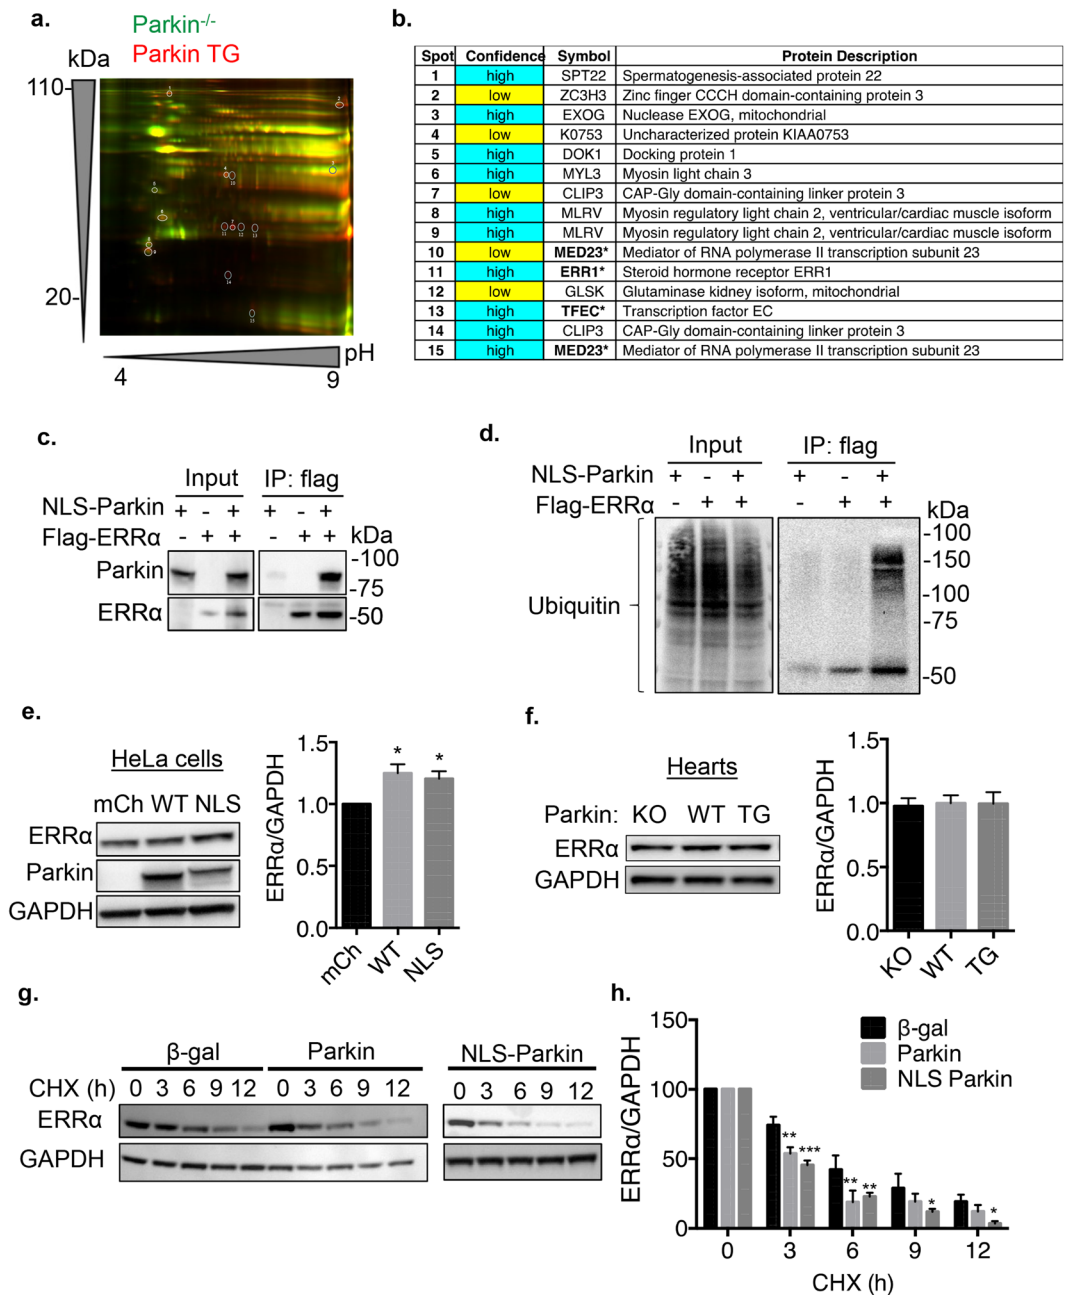 a.
Parkin-/-
Parkin TG
kDa
110-
20-
4
9
pH
b.
Spot Confidence Symbol Protein Description
1 high SPT22 Spermatogenesis-associated protein 22
2 low ZC3H3 Zinc finger CCCH domain-containing protein 3
3 high EXOG Nuclease EXOG, mitochondrial
4 low K0753 Uncharacterized protein KIAA0753
5 high DOK1 Docking protein 1
6 high MYL3 Myosin light chain 3
7 low CLIP3 CAP-Gly domain-containing linker protein 3
8 high MLRV Myosin regulatory light chain 2, ventricular/cardiac muscle isoform
9 high MLRV Myosin regulatory light chain 2, ventricular/cardiac muscle isoform
10 low MED23* Mediator of RNA polymerase II transcription subunit 23
11 high ERR1* Steroid hormone receptor ERR1
12 low GLSK Glutaminase kidney isoform, mitochondrial
13 high TFEC* Transcription factor EC
14 high CLIP3 CAP-Gly domain-containing linker protein 3
15 high MED23* Mediator of RNA polymerase II transcription subunit 23
c.
Input IP: flag
NLS-Parkin + - + + - +
Flag-ERRα - + + - + + kDa
Parkin
-100
-75
ERRα
-50
d.
Input IP: flag
NLS-Parkin + - + + - +
Flag-ERRα - + + - + + kDa
Ubiquitin
-100
-150
-100
-75
-50
e.
HeLa cells
mCh WT NLS
ERRα
Parkin
GAPDH
ERRα/GAPDH
1.5
1.0
0.5
0.0
* *
mCh WT NLS
f.
Hearts
Parkin: KO WT TG
ERRα
GAPDH
ERRα/GAPDH
1.5
1.0
0.5
0.0
KO WT TG
g.
β-gal Parkin NLS-Parkin
CHX (h) 0 3 6 9 12 0 3 6 9 12 0 3 6 9 12
ERRα
GAPDH
h.
ERRα/GAPDH
150
100
50
0
β-gal
Parkin
NLS Parkin
** *** ** ** * *
0 3 6 9 12
CHX (h)